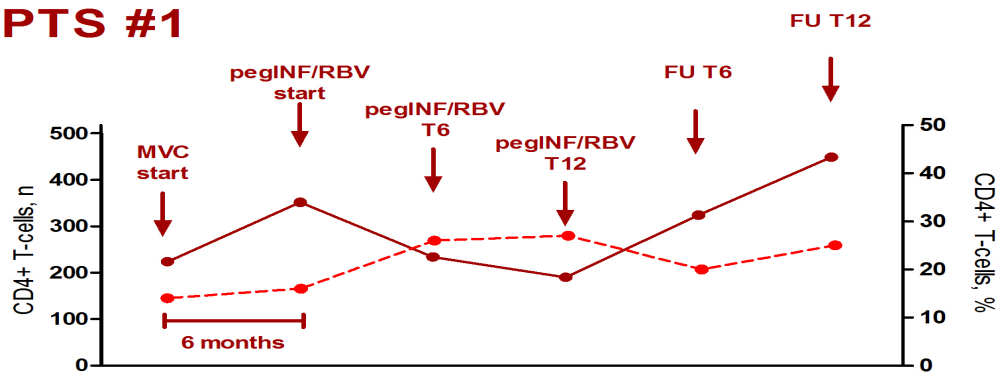 PTS #1
FU T12
pegINF/RBV
start
FU T6
pegINF/RBV
T6
pegINF/RBV
T12
MVC
start
500
400
300
200
100
0
CD4+ T-cells, n
50
40
30
20
10
0
CD4+ T-cells, %
6 months